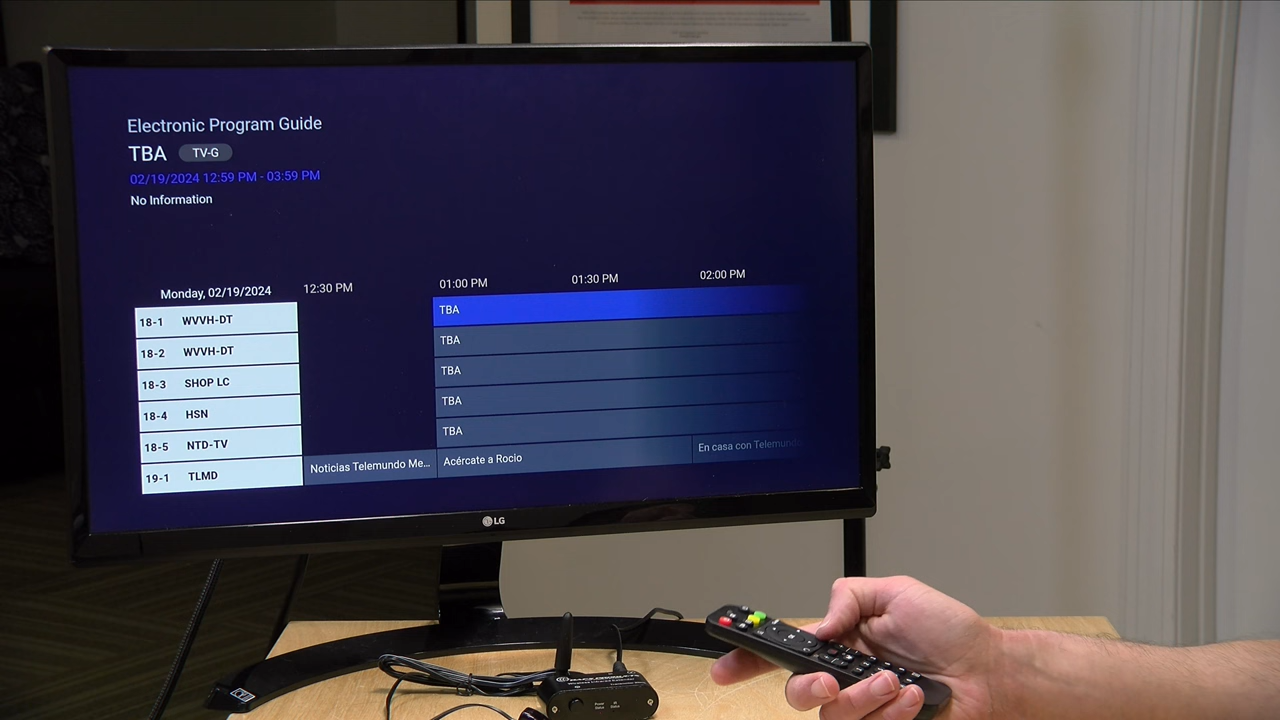 Electronic Program Guide
TBA TV-G
02/19/2024 12:59 PM - 03:59 PM
No Information
Monday, 02/19/2024 12:30 PM 01:00 PM 01:30 PM 02:00 PM
18-1 WVVH-DT TBA
18-2 WVVH-DT TBA
18-3 SHOP LC TBA
18-4 HSN TBA
18-5 NTD-TV TBA
19-1 TLMD Noticias Telemundo Me... Acércate a Rocio En casa con Telemundo
LG